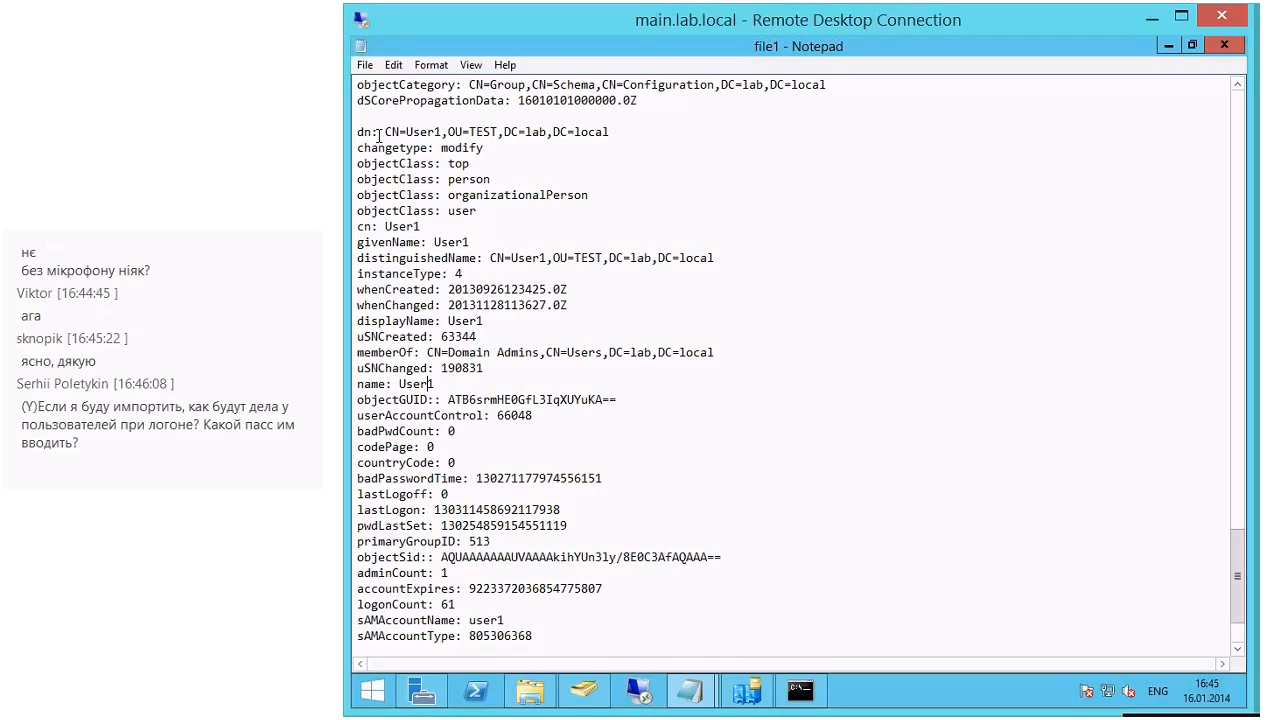 нє
без мікрофону ніяк?
Viktor [16:44:45 ]
ага
sknopik [16:45:22 ]
ясно, дякую
Serhii Poletykin [16:46:08 ]
(Y)Если я буду импортить, как будут дела у
пользователей при логоне? Какой пасс им
вводить?
main.lab.local - Remote Desktop Connection
file1 - Notepad
File Edit Format View Help
objectCategory: CN=Group,CN=Schema,CN=Configuration,DC=lab,DC=local
dSCorePropagationData: 16010101000000.0Z
dn: CN=User1,OU=TEST,DC=lab,DC=local
changetype: modify
objectClass: top
objectClass: person
objectClass: organizationalPerson
objectClass: user
cn: User1
givenName: User1
distinguishedName: CN=User1,OU=TEST,DC=lab,DC=local
instanceType: 4
whenCreated: 20130926123425.0Z
whenChanged: 20131128113627.0Z
displayName: User1
uSNCreated: 63344
memberOf: CN=Domain Admins,CN=Users,DC=lab,DC=local
uSNChanged: 190831
name: User1
objectGUID:: ATB6srmHE0GfL3IqXUYuKA==
userAccountControl: 66048
badPwdCount: 0
codePage: 0
countryCode: 0
badPasswordTime: 130271177974556151
lastLogoff: 0
lastLogon: 130311458692117938
pwdLastSet: 130254859154551119
primaryGroupID: 513
objectSid:: AQUAAAAAAAUVAAAAkihYUn3ly/8E0C3AfAQAAA==
adminCount: 1
accountExpires: 9223372036854775807
logonCount: 61
sAMAccountName: user1
sAMAccountType: 805306368
ENG
16:45
16.01.2014